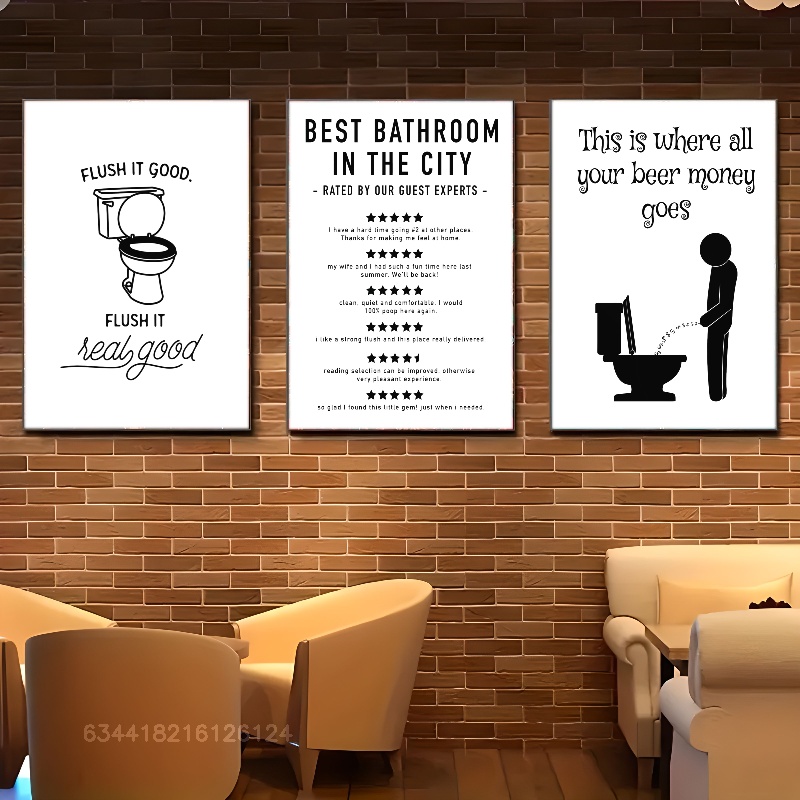 FLUSH IT GOOD.
FLUSH IT
real good
BEST BATHROOM
IN THE CITY
- RATED BY OUR GUEST EXPERTS -
I have a hard time going #2 at other places.
Thanks for making me feel at home.
my wife and I had such a fun time here last
summer. We'll be back!
clean, quiet and comfortable. I would
100% poop here again.
i like a strong flush and this place really delivered.
reading selection can be improved, otherwise
very pleasant experience.
so glad I found this little gem! just when i needed.
This is where all
your beer money
goes
634418216126124